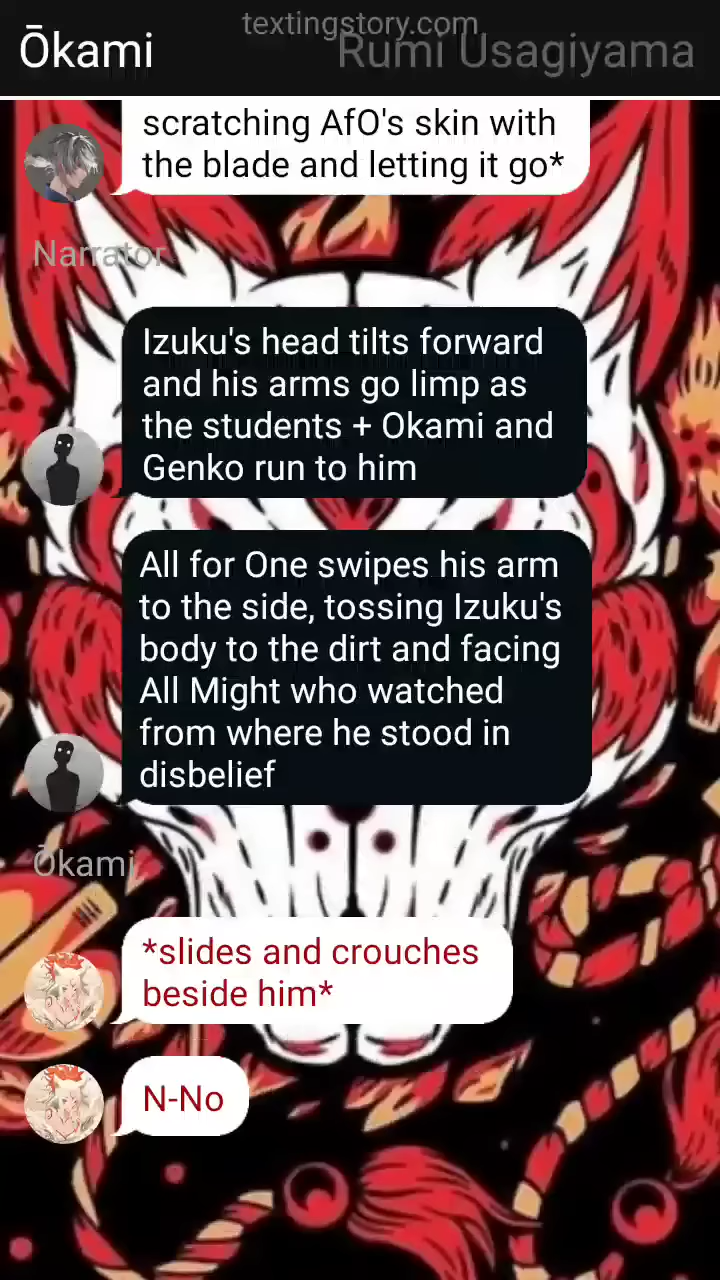 textingstory.com
Ōkami
Rumi Usagiyama
scratching AfO's skin with
the blade and letting it go*
Narrator
Izuku's head tilts forward
and his arms go limp as
the students + Okami and
Genko run to him
All for One swipes his arm
to the side, tossing Izuku's
body to the dirt and facing
All Might who watched
from where he stood in
disbelief
Ōkami
*slides and crouches
beside him*
N-No